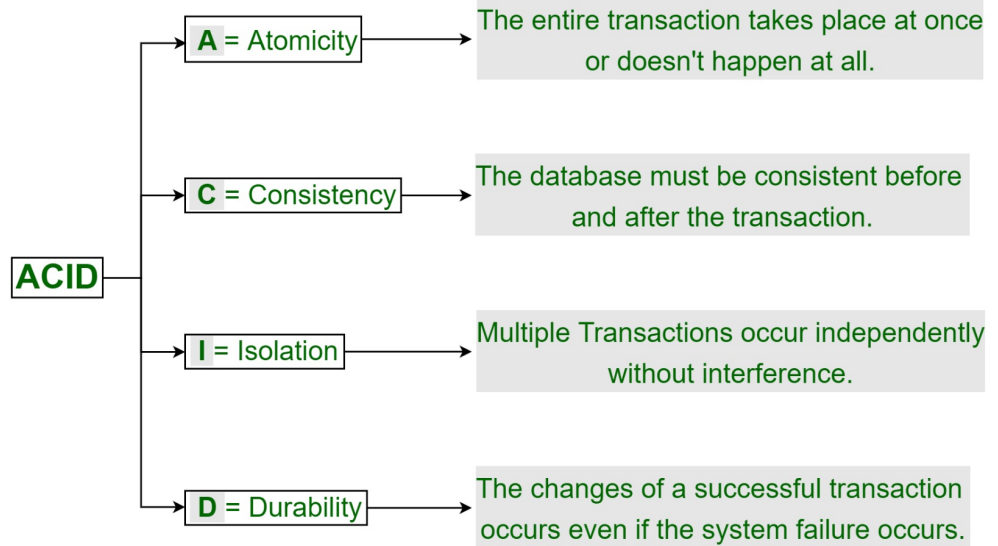 A = Atomicity
The entire transaction takes place at once
or doesn't happen at all.
C = Consistency
The database must be consistent before
and after the transaction.
ACID
I = Isolation
Multiple Transactions occur independently
without interference.
D = Durability
The changes of a successful transaction
occurs even if the system failure occurs.